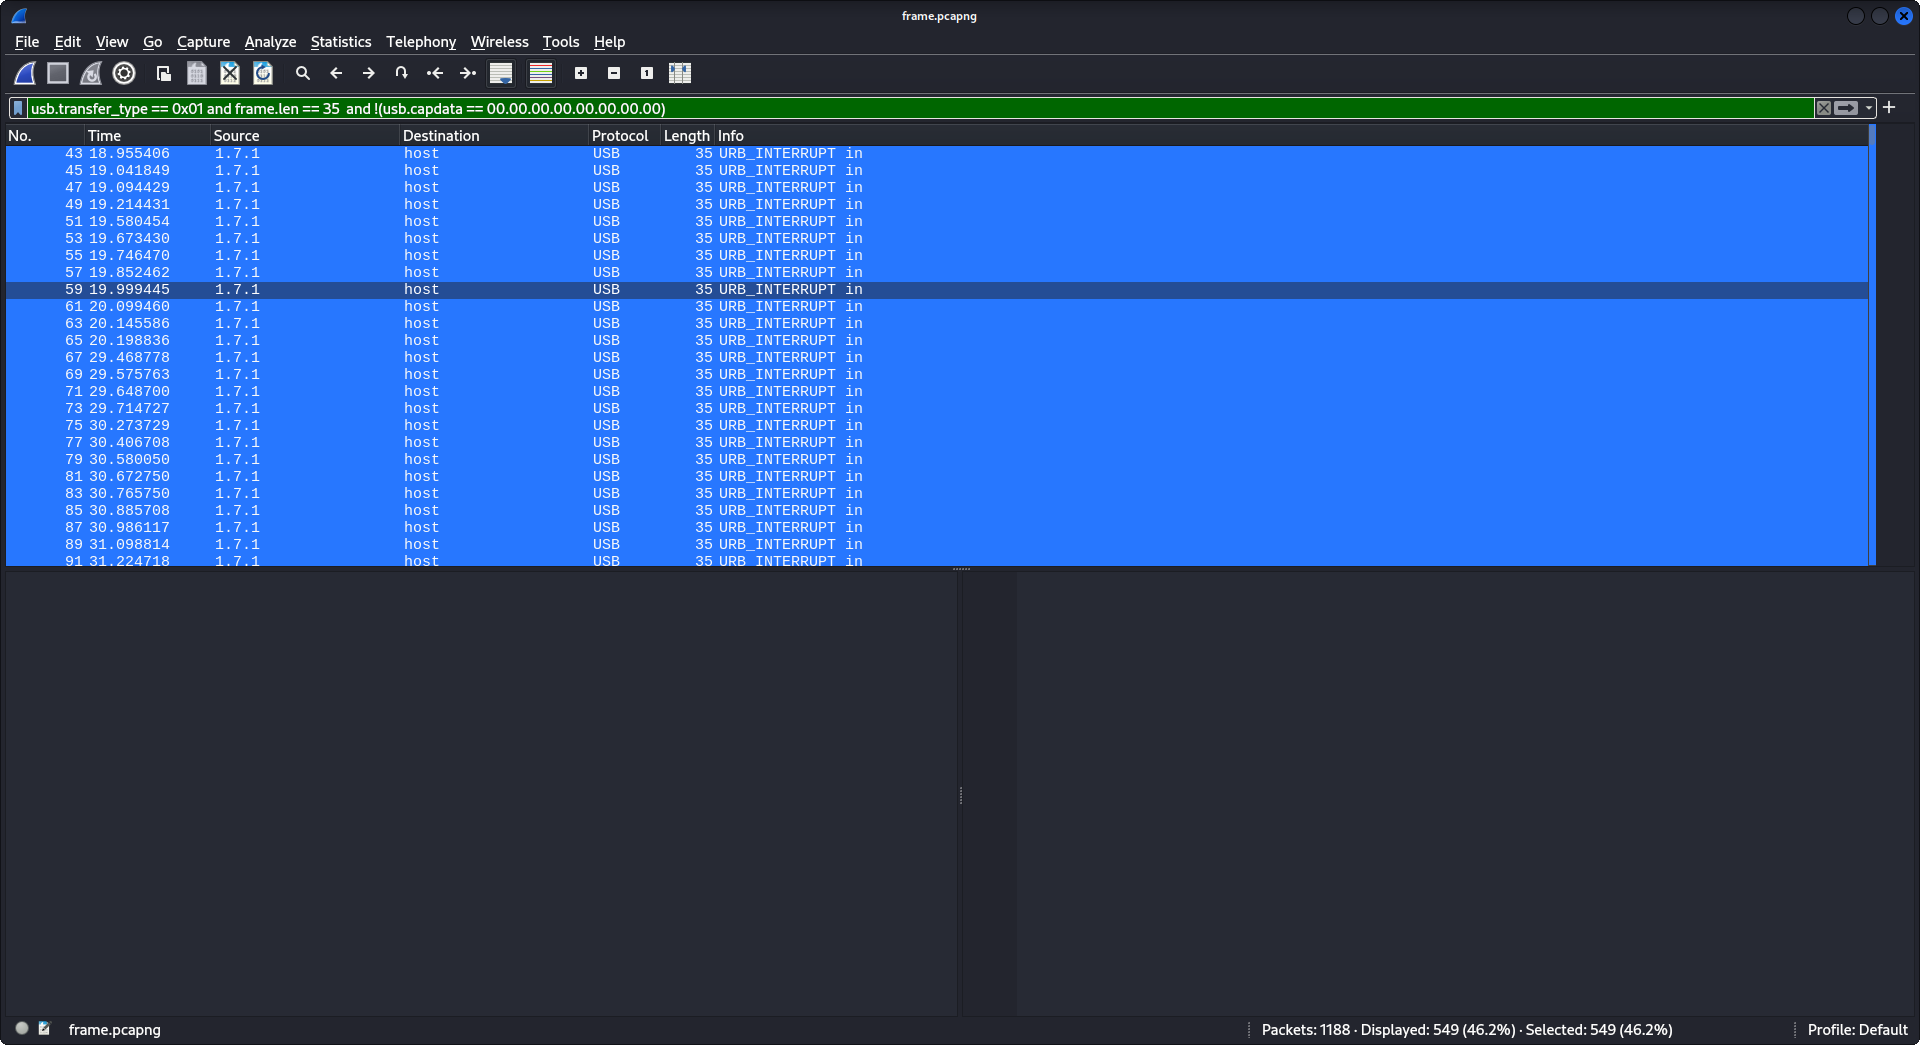 frame.pcapng
File Edit View Go Capture Analyze Statistics Telephony Wireless Tools Help
usb.transfer_type == 0x01 and frame.len == 35  and !(usb.capdata == 00.00.00.00.00.00.00.00)
No. Time Source Destination Protocol Length Info
43 18.955406 1.7.1 host USB 35 URB_INTERRUPT in
45 19.041849 1.7.1 host USB 35 URB_INTERRUPT in
47 19.094429 1.7.1 host USB 35 URB_INTERRUPT in
49 19.214431 1.7.1 host USB 35 URB_INTERRUPT in
51 19.580454 1.7.1 host USB 35 URB_INTERRUPT in
53 19.673430 1.7.1 host USB 35 URB_INTERRUPT in
55 19.746470 1.7.1 host USB 35 URB_INTERRUPT in
57 19.852462 1.7.1 host USB 35 URB_INTERRUPT in
59 19.999445 1.7.1 host USB 35 URB_INTERRUPT in
61 20.099460 1.7.1 host USB 35 URB_INTERRUPT in
63 20.145586 1.7.1 host USB 35 URB_INTERRUPT in
65 20.198836 1.7.1 host USB 35 URB_INTERRUPT in
67 29.468778 1.7.1 host USB 35 URB_INTERRUPT in
69 29.575763 1.7.1 host USB 35 URB_INTERRUPT in
71 29.648700 1.7.1 host USB 35 URB_INTERRUPT in
73 29.714727 1.7.1 host USB 35 URB_INTERRUPT in
75 30.273729 1.7.1 host USB 35 URB_INTERRUPT in
77 30.406708 1.7.1 host USB 35 URB_INTERRUPT in
79 30.580050 1.7.1 host USB 35 URB_INTERRUPT in
81 30.672750 1.7.1 host USB 35 URB_INTERRUPT in
83 30.765750 1.7.1 host USB 35 URB_INTERRUPT in
85 30.885708 1.7.1 host USB 35 URB_INTERRUPT in
87 30.986117 1.7.1 host USB 35 URB_INTERRUPT in
89 31.098814 1.7.1 host USB 35 URB_INTERRUPT in
91 31.224718 1.7.1 host USB 35 URB_INTERRUPT in
frame.pcapng Packets: 1188 · Displayed: 549 (46.2%) · Selected: 549 (46.2%) Profile: Default